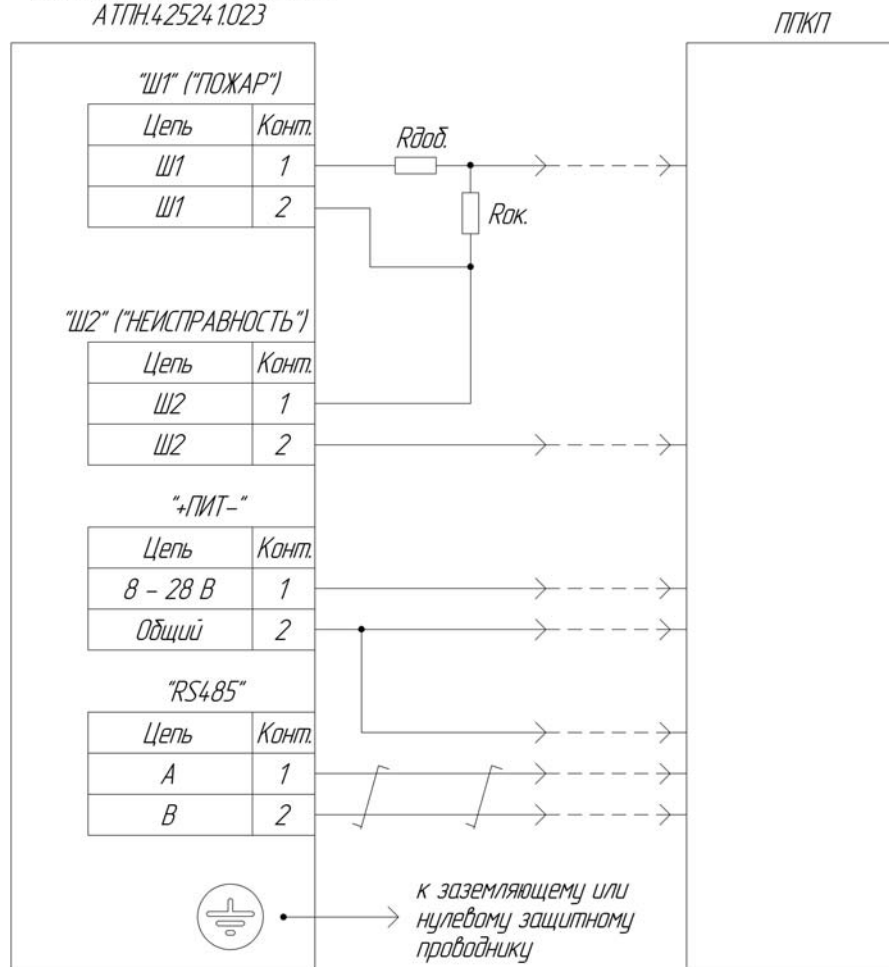 АТПН.425241.023
ППКП
"Ш1" ("ПОЖАР")
Цепь Конт.
Ш1 1
Ш1 2
Rдоб.
Rок.
"Ш2" ("НЕИСПРАВНОСТЬ")
Цепь Конт.
Ш2 1
Ш2 2
"+ПИТ–"
Цепь Конт.
8 – 28 В 1
Общий 2
"RS485"
Цепь Конт.
А 1
В 2
к заземляющему или
нулевому защитному
проводнику